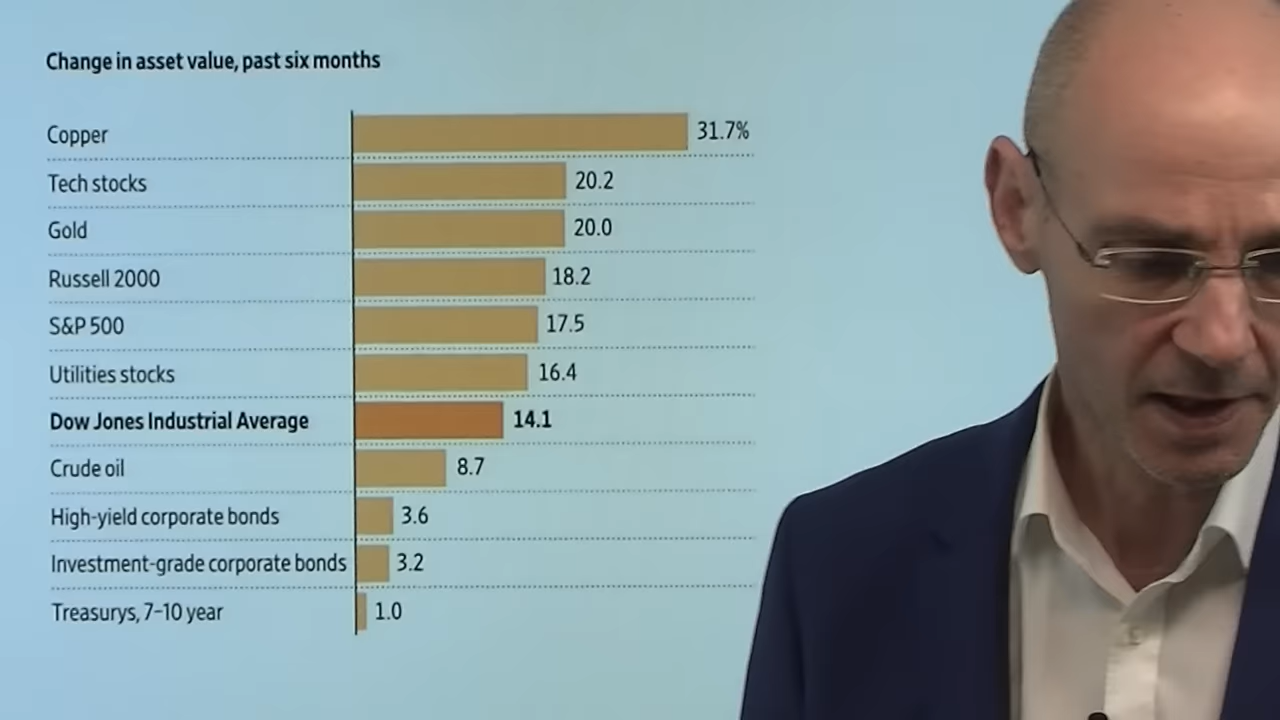 Change in asset value, past six months
Copper 31.7%
Tech stocks 20.2
Gold 20.0
Russell 2000 18.2
S&P 500 17.5
Utilities stocks 16.4
Dow Jones Industrial Average 14.1
Crude oil 8.7
High-yield corporate bonds 3.6
Investment-grade corporate bonds 3.2
Treasurys, 7–10 year 1.0